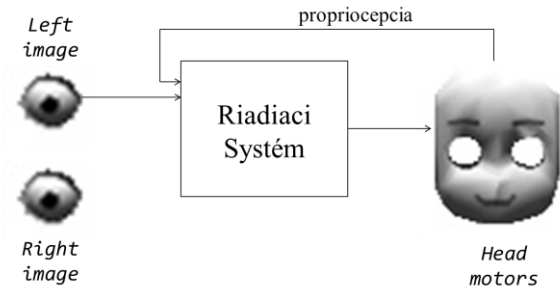 propriocepcia
Left
image
Riadiaci
Systém
Right
image
Head
motors